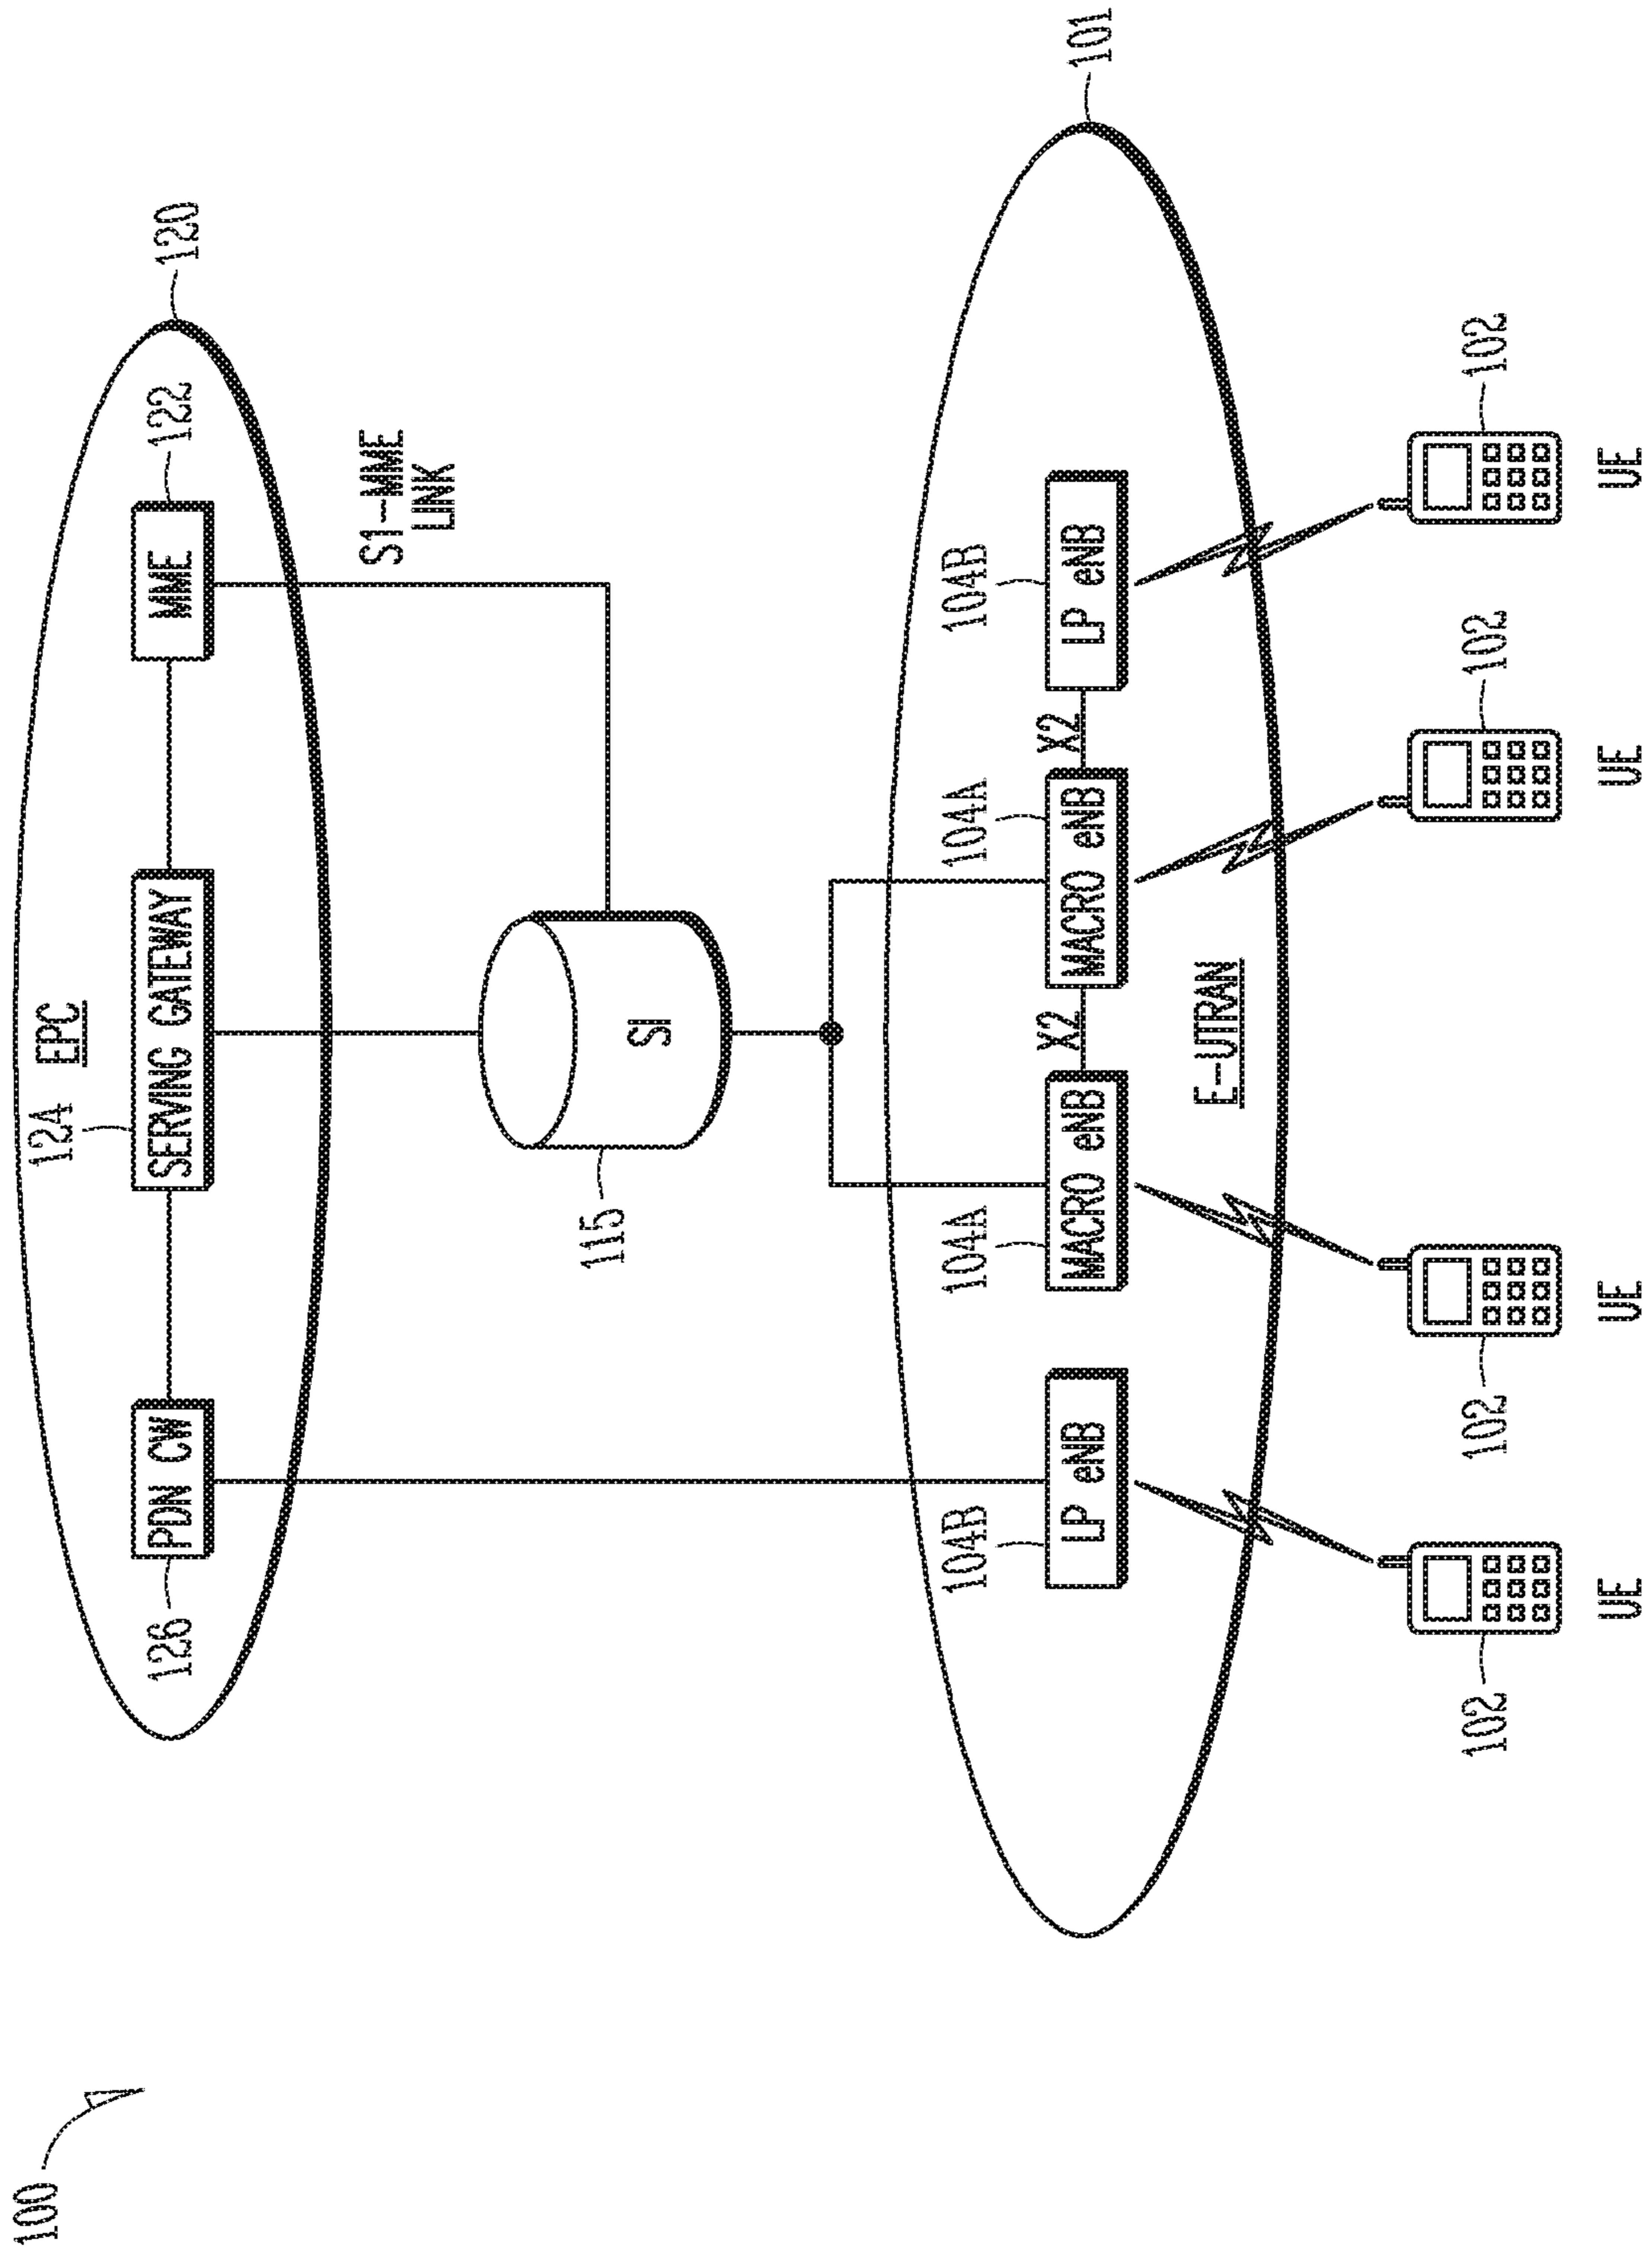 100
120
EPC
124
126
PDN CW
SERVING GATEWAY
MME
122
S1-MME
LINK
115
SI
101
104B
LP eNB
104A
MACRO eNB
X2
104A
MACRO eNB
X2
104B
LP eNB
E-UTRAN
102
102
102
102
UE
UE
UE
UE